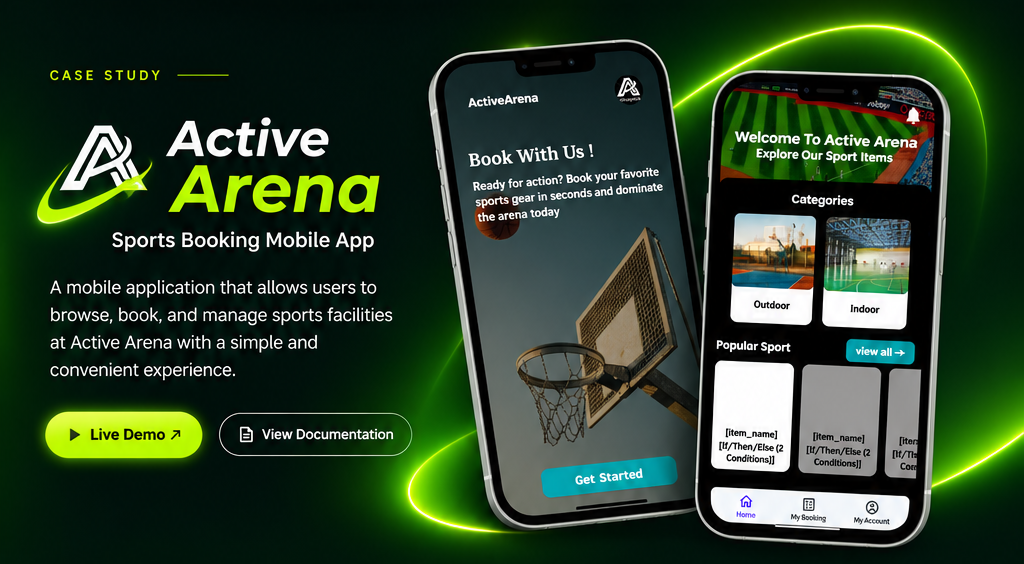 CASE STUDY
Active
Arena
Sports Booking Mobile App
A mobile application that allows users to
browse, book, and manage sports facilities
at Active Arena with a simple and
convenient experience.
Live Demo ↗
View Documentation
ActiveArena
Book With Us !
Ready for action? Book your favorite
sports gear in seconds and dominate
the arena today
Get Started
Welcome To Active Arena
Explore Our Sport Items
Categories
Outdoor
Indoor
Popular Sport
view all →
[item_name]
[If/Then/Else (2
Conditions]]
[item_name]
[If/Then/Else (2
Conditions]]
Home
My Booking
My Account